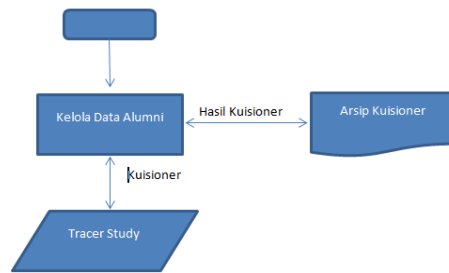 Kelola Data Alumni
Hasil Kuisioner
Arsip Kuisioner
Kuisioner
Tracer Study